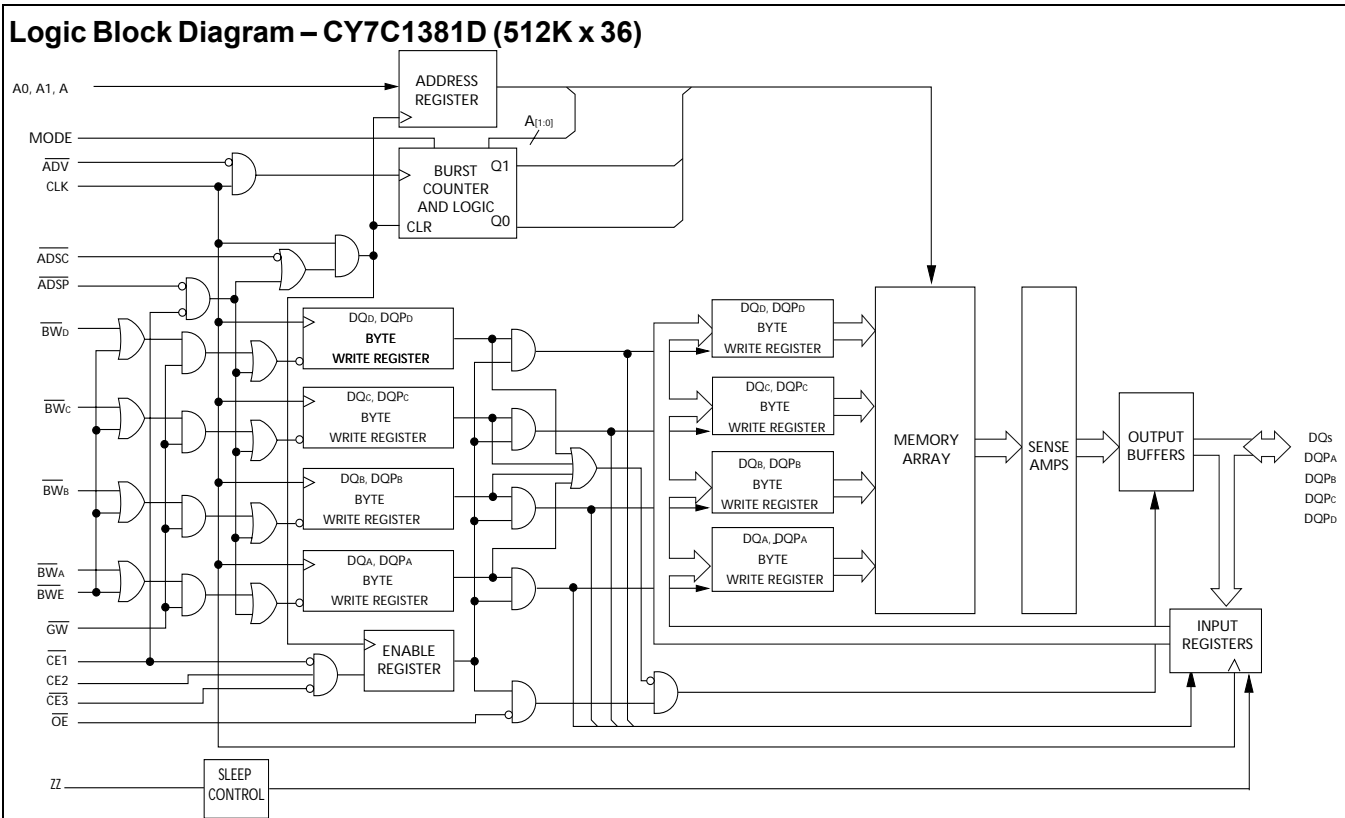 Logic Block Diagram – CY7C1381D (512K x 36)
A0, A1, A
ADDRESS
REGISTER
MODE
A[1:0]
ADV
CLK
BURST
COUNTER
AND LOGIC
CLR
Q1
Q0
ADSC
ADSP
BWD
DQD, DQPD
BYTE
WRITE REGISTER
DQD, DQPD
BYTE
WRITE REGISTER
BWC
DQC, DQPC
BYTE
WRITE REGISTER
DQC, DQPC
BYTE
WRITE REGISTER
MEMORY
ARRAY
SENSE
AMPS
OUTPUT
BUFFERS
DQs
DQPA
DQPB
DQPC
DQPD
BWB
DQB, DQPB
BYTE
WRITE REGISTER
DQB, DQPB
BYTE
WRITE REGISTER
BWA
BWE
DQA, DQPA
BYTE
WRITE REGISTER
DQA, DQPA
BYTE
WRITE REGISTER
GW
CE1
CE2
CE3
OE
ENABLE
REGISTER
INPUT
REGISTERS
ZZ
SLEEP
CONTROL